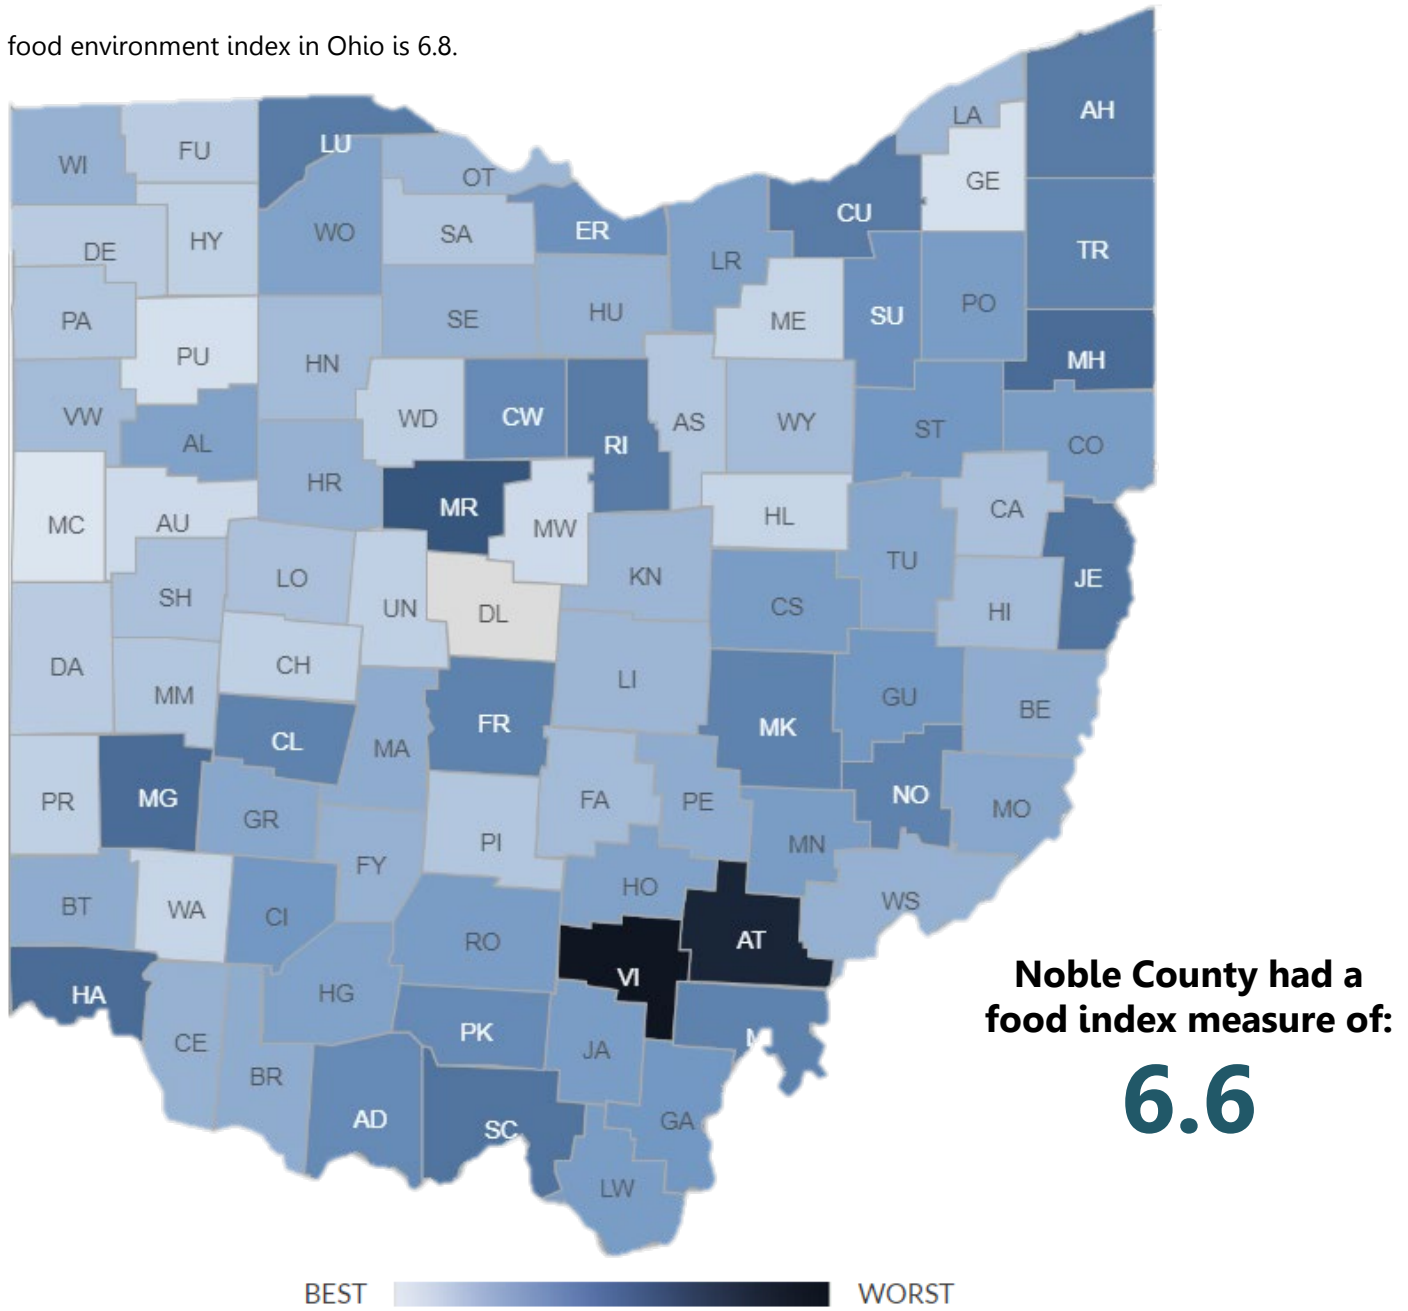 food environment index in Ohio is 6.8.
LA
AH
LU
FU
WI
OT
GE
CU
ER
SA
WO
HY
DE
TR
LR
PO
HU
SU
SE
PA
ME
PU
MH
HN
VW
WD
CW
AS
WY
ST
AL
RI
CO
HR
MR
CA
HL
MC
AU
MW
TU
LO
KN
JE
SH
UN
CS
DL
HI
CH
DA
LI
MM
GU
BE
FR
MK
CL
MA
MG
PR
FA
PE
NO
MO
GR
PI
MN
FY
HO
WS
BT
WA
CI
RO
AT
VI
HA
HG
PK
MI
CE
JA
BR
AD
SC
GA
LW
Noble County had a
food index measure of:
6.6
BEST
WORST